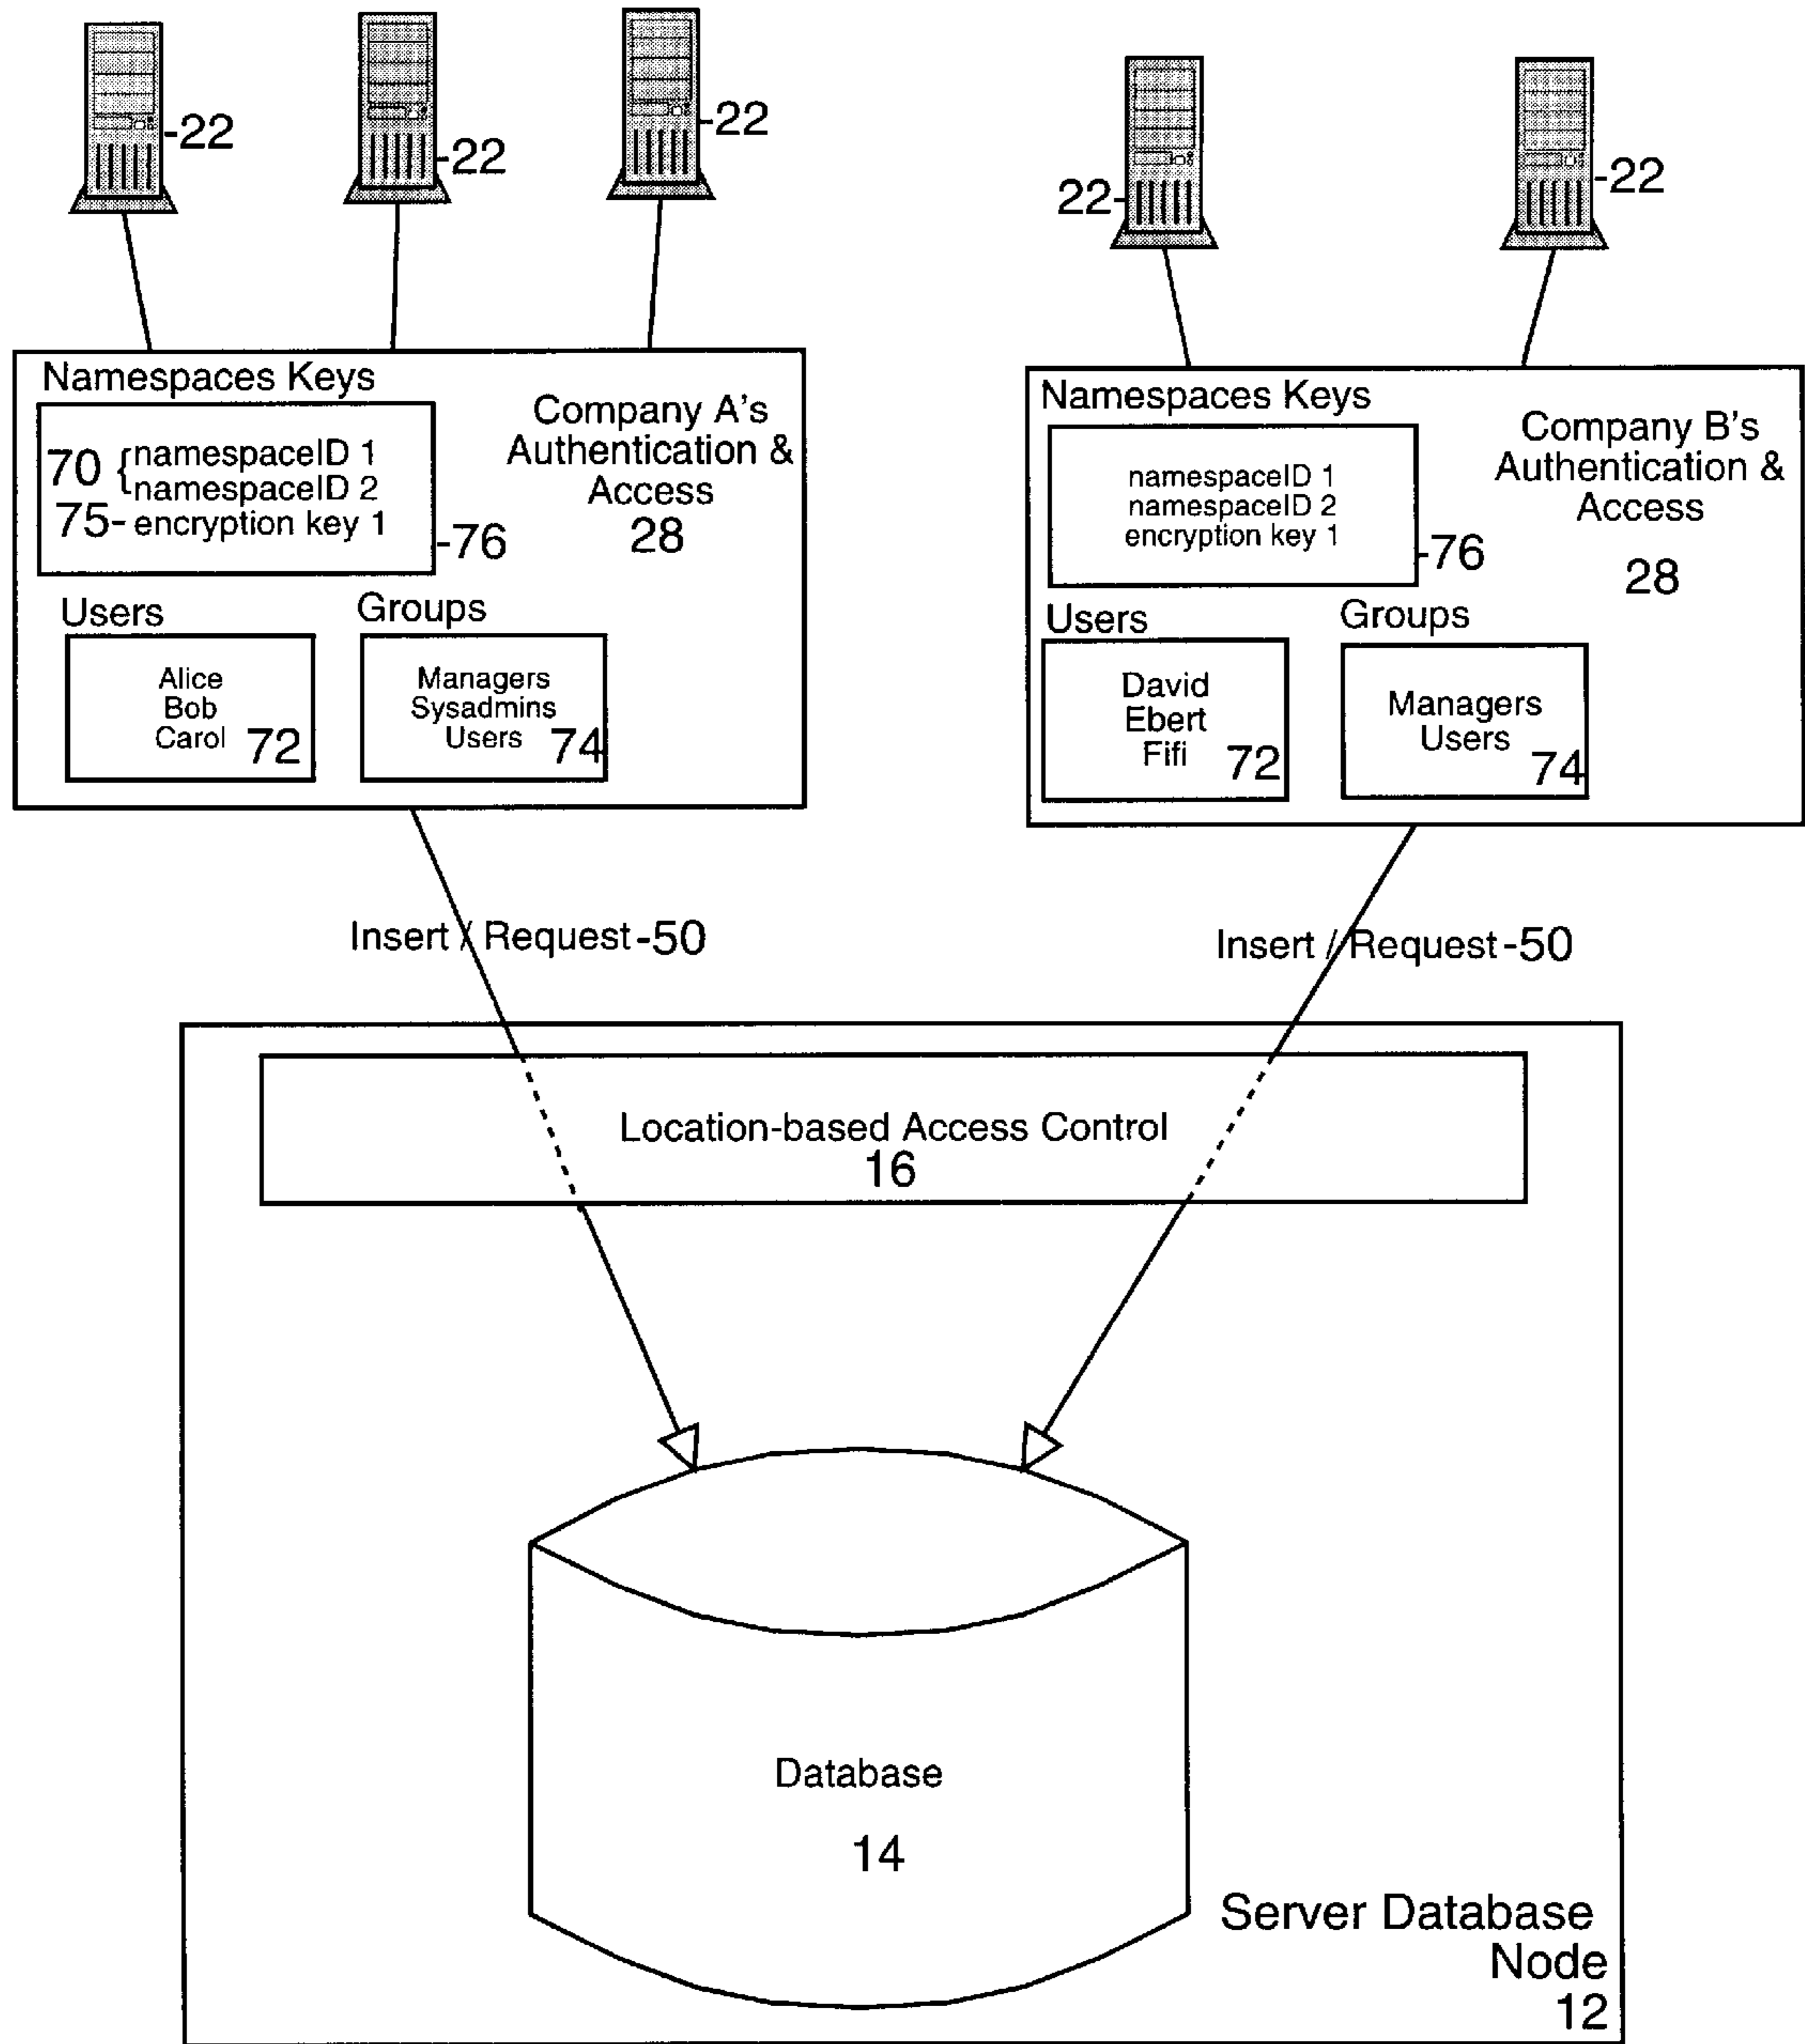 -22
-22
-22
22-
-22
Namespaces Keys
Company A's
Authentication &
Access
28
70 {namespaceID 1
namespaceID 2
75- encryption key 1
-76
Users
Alice
Bob
Carol 72
Groups
Managers
Sysadmins
Users 74
Namespaces Keys
Company B's
Authentication &
Access
28
namespaceID 1
namespaceID 2
encryption key 1
-76
Users
David
Ebert
Fifi 72
Groups
Managers
Users
74
Insert / Request -50
Insert / Request -50
Location-based Access Control
16
Database
14
Server Database
Node
12